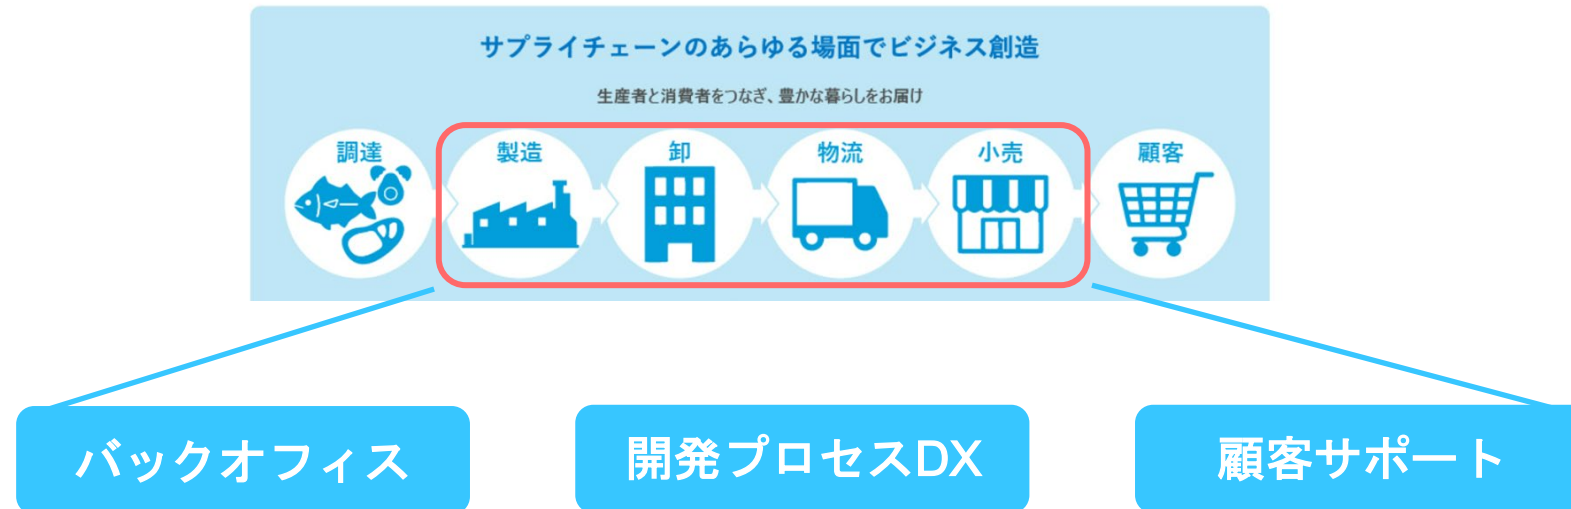 サプライチェーンのあらゆる場面でビジネス創造
生産者と消費者をつなぎ、豊かな暮らしをお届け
調達
製造
卸
物流
小売
顧客
バックオフィス
開発プロセスDX
顧客サポート